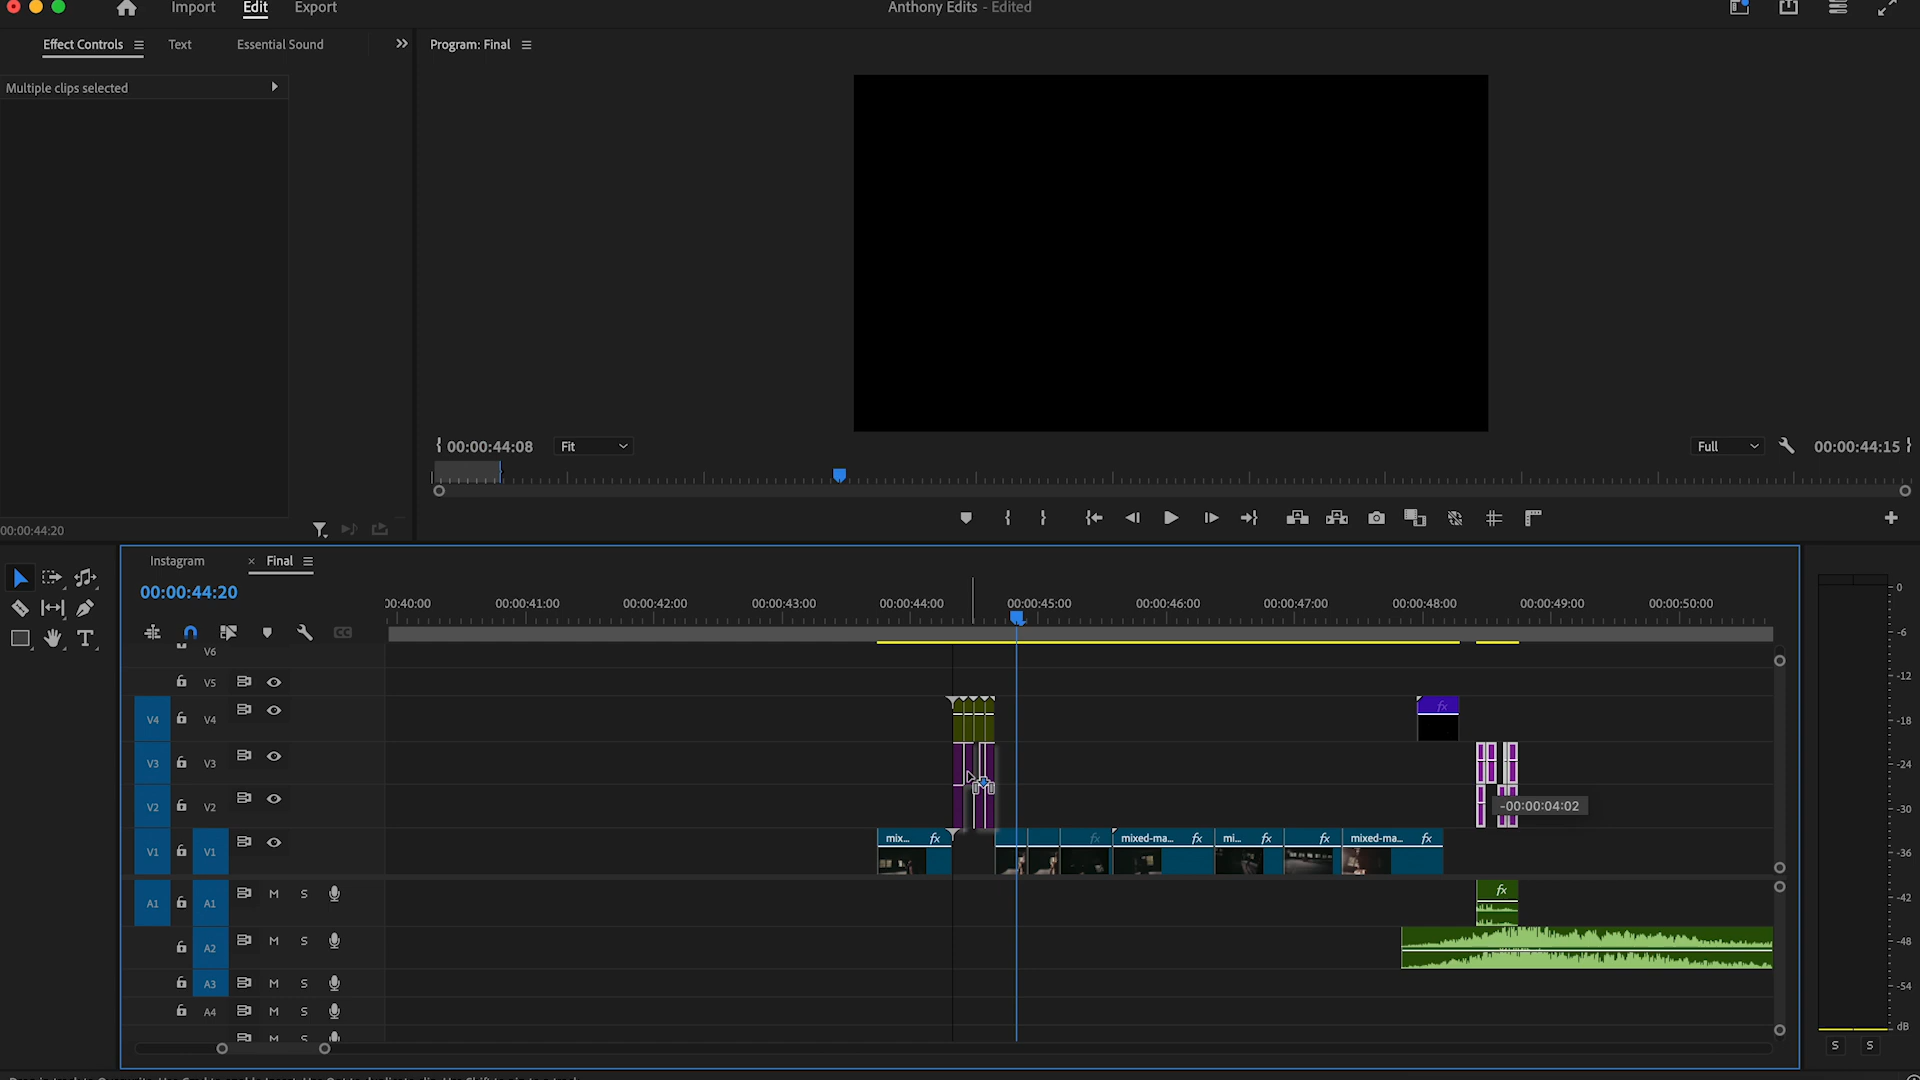 Import Edit Export
Anthony Edits - Edited
Effect Controls Text Essential Sound
Program: Final
Multiple clips selected
00:00:44:08 Fit
Full 00:00:44:15
00:00:44:20
Instagram × Final
00:00:44:20
00:40:00 00:00:41:00 00:00:42:00 00:00:43:00 00:00:44:00 00:00:45:00 00:00:46:00 00:00:47:00 00:00:48:00 00:00:49:00 00:00:50:00
CC
V6
V5
V4 V4 fx
V3 V3
V2 V2 -00:00:04:02
V1 V1 mix... fx fx mixed-ma... fx mi... fx fx mixed-ma... fx
A1 A1 M S fx
A2 M S
A3 M S
A4 M S
M S
0
-6
-12
-18
-24
-30
-36
-42
-48
-54
dB
S S